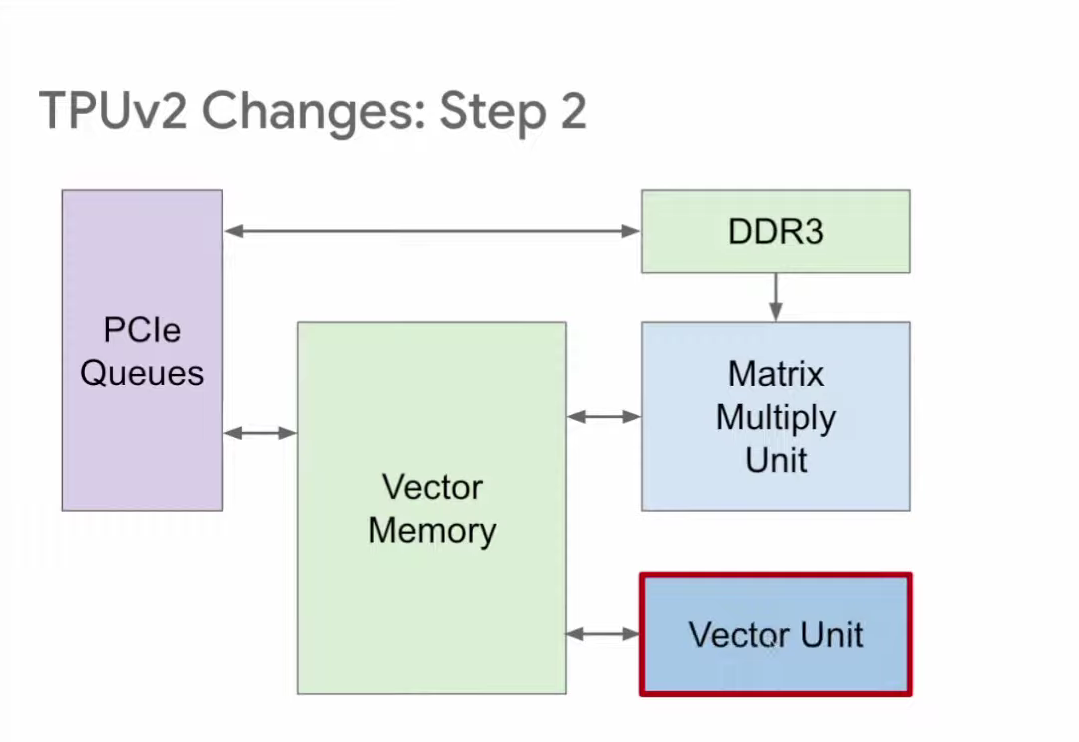 TPUv2 Changes: Step 2
DDR3
PCIe
Queues
Matrix
Multiply
Unit
Vector
Memory
Vector Unit